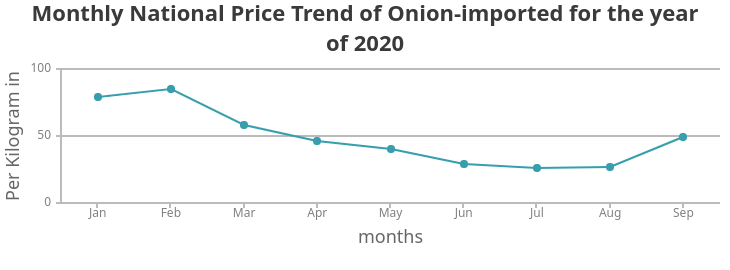 Monthly National Price Trend of Onion-imported for the year
of 2020
Per Kilogram in
100
50
0
Jan Feb Mar Apr May Jun Jul Aug Sep
months